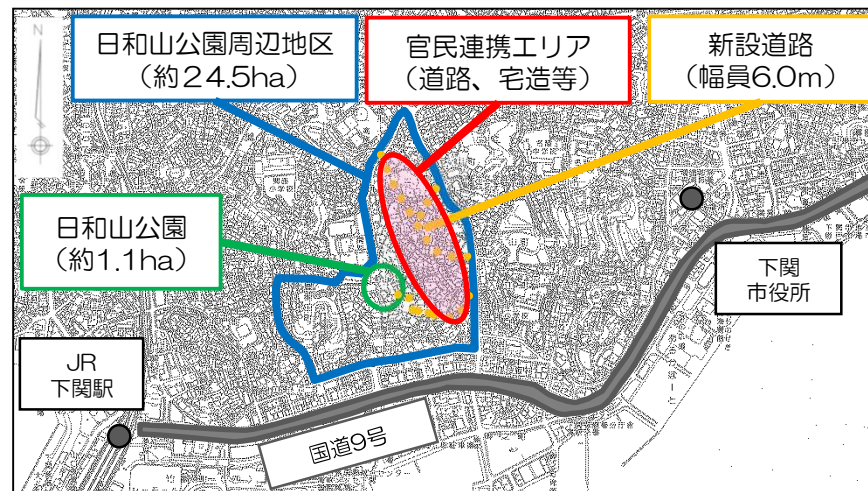 日和山公園周辺地区
（約24.5ha）
官民連携エリア
（道路、宅造等）
新設道路
（幅員6.0m）
N
日和山公園
（約1.1ha）
下関
市役所
JR
下関駅
国道9号